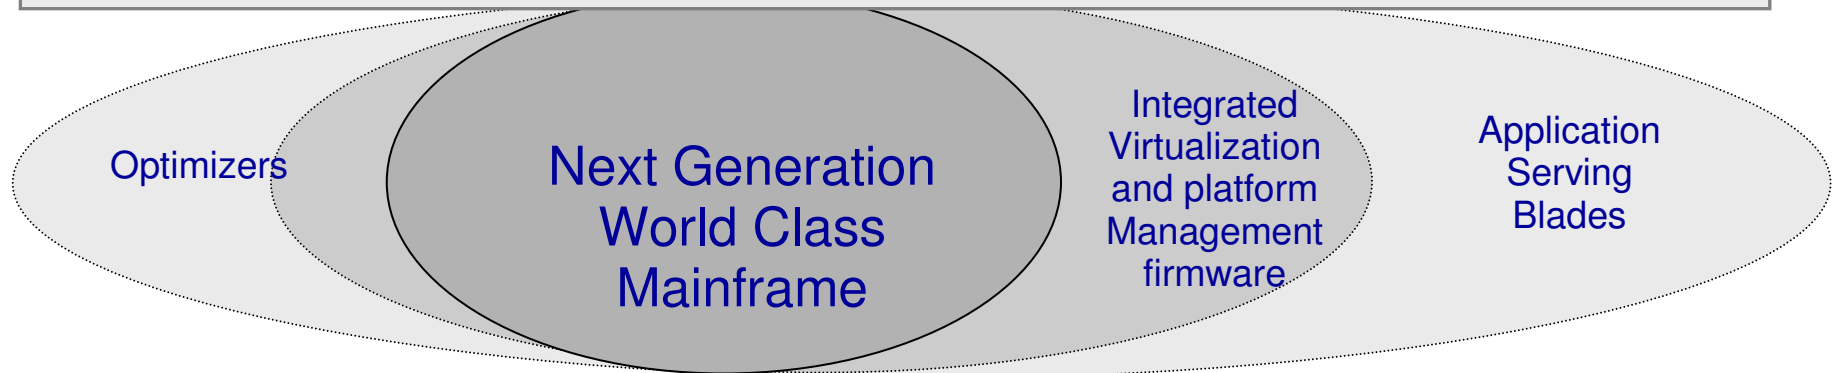 Optimizers
Next Generation
World Class
Mainframe
Integrated
Virtualization
and platform
Management
firmware
Application
Serving
Blades